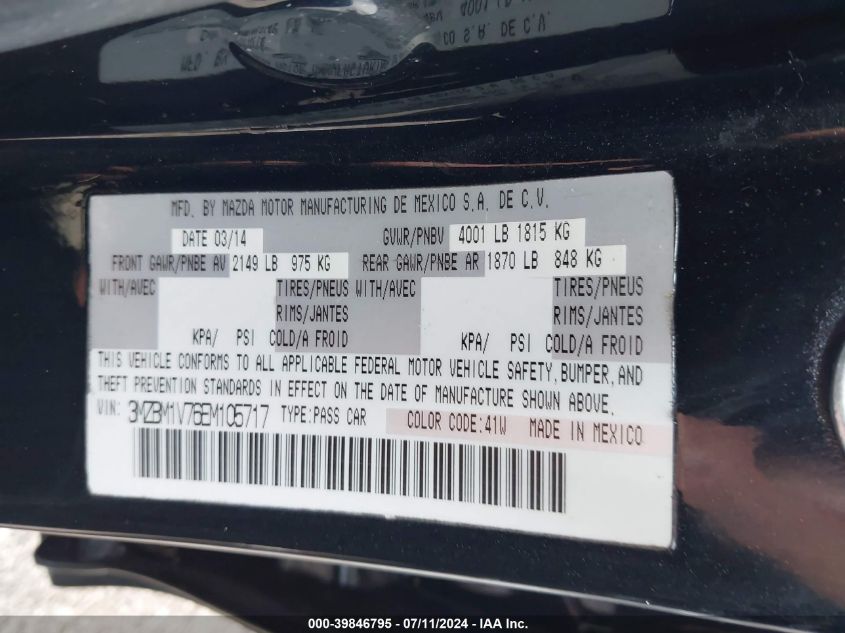 MFD. BY MAZDA MOTOR MANUFACTURING DE MEXICO S.A. DE C.V.
DATE 03/14 GVWR/PNBV 4001 LB 1815 KG
FRONT GAWR/PNBE AV 2149 LB 975 KG REAR GAWR/PNBE AR 1870 LB 848 KG
WITH/AVEC TIRES/PNEUS WITH/AVEC TIRES/PNEUS
RIMS/JANTES RIMS/JANTES
KPA/ PSI COLD/A FROID KPA/ PSI COLD/A FROID
THIS VEHICLE CONFORMS TO ALL APPLICABLE FEDERAL MOTOR VEHICLE SAFETY, BUMPER, AND
THEFT PREVENTION STANDARDS IN EFFECT ON THE DATE OF MANUFACTURE SHOWN ABOVE.
VIN: 3MZBM1V76EM105717 TYPE:PASS CAR COLOR CODE:41W MADE IN MEXICO
000-39846795 - 07/11/2024 - IAA Inc.